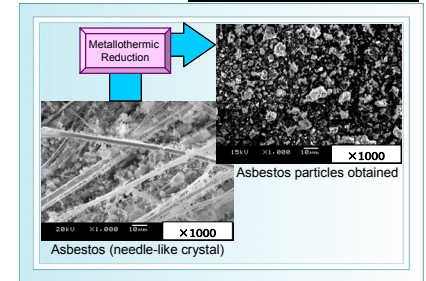 Metallothermic
Reduction
15kV ×1,000 10μm
×1000
Asbestos particles obtained
20kV ×1,000 10μm
×1000
Asbestos (needle-like crystal)